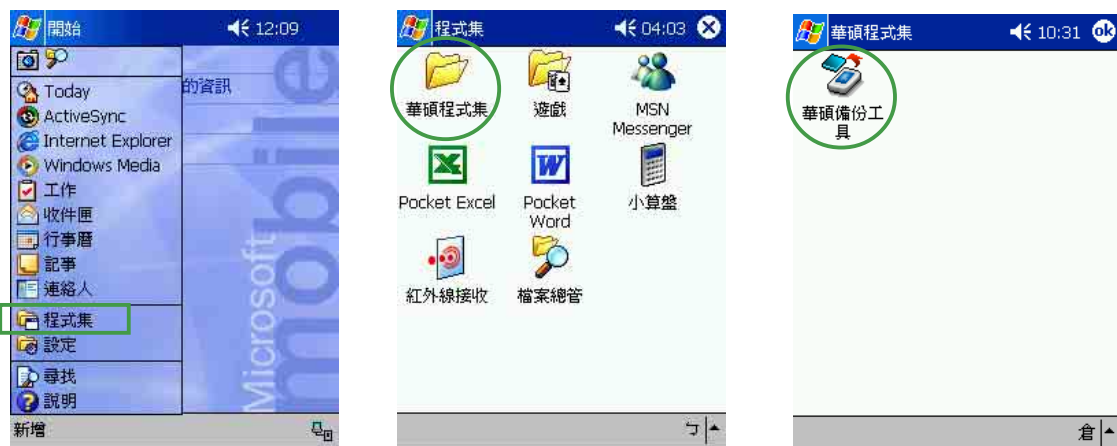 開始 12:09
的資訊
Today
ActiveSync
Internet Explorer
Windows Media
工作
收件匣
行事曆
記事
連絡人
程式集
設定
尋找
說明
Microsoft
mobile
新增
程式集 04:03
華碩程式集 遊戲 MSN Messenger
Pocket Excel Pocket Word 小算盤
紅外線接收 檔案總管
ㄅ
華碩程式集 10:31 ok
華碩備份工
具
倉